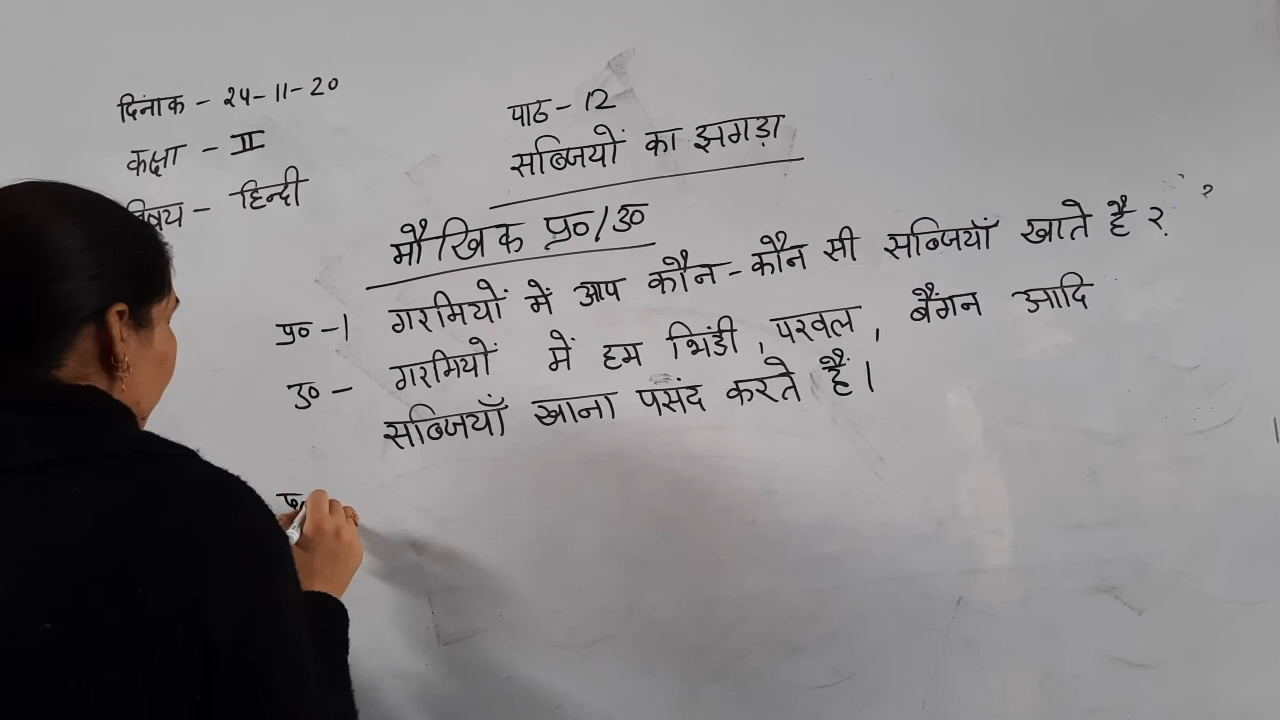 दिनांक - 24-11-20
कक्षा - II
विषय - हिन्दी
पाठ - 12
सब्जियों का झगड़ा
मौखिक प्र०/उ०
प्र० -1 गरमियों में आप कौन-कौन सी सब्जियाँ खाते हैं ?
उ० - गरमियों में हम भिंडी, परवल, बैंगन आदि
सब्जियाँ खाना पसंद करते हैं।